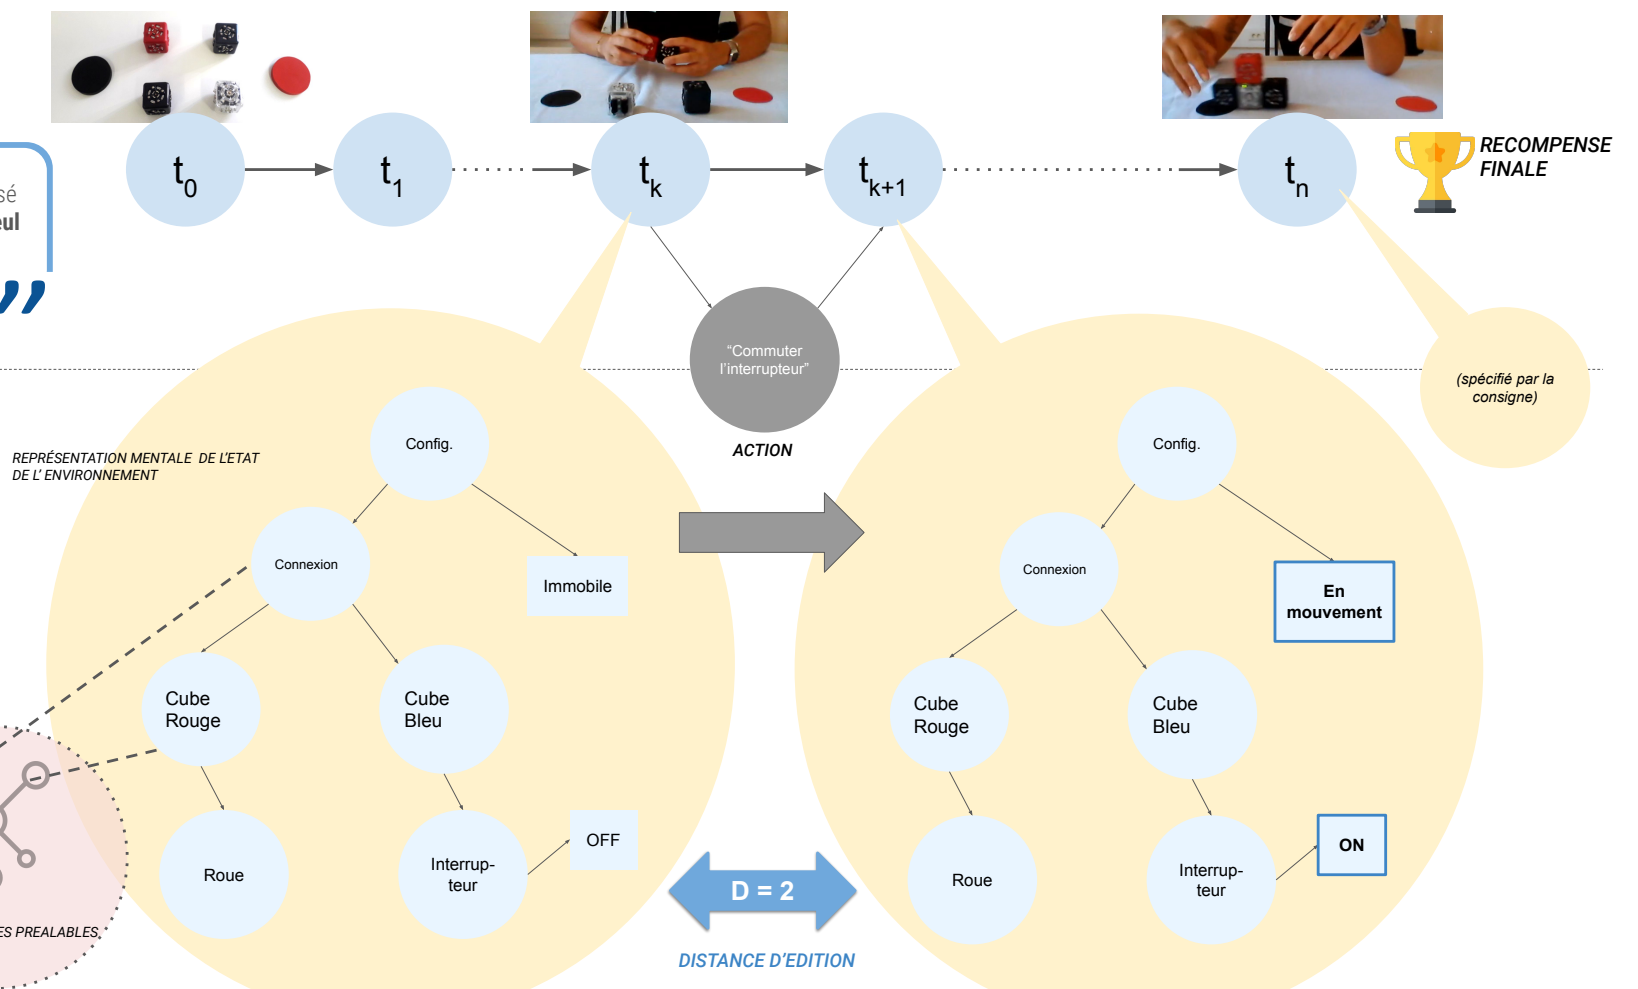 t0
t1
tk
tk+1
tn
RECOMPENSE
FINALE
sé
eul
”
“Commuter
l’interrupteur”
ACTION
(spécifié par la
consigne)
REPRÉSENTATION MENTALE DE L’ETAT
DE L’ ENVIRONNEMENT
Config.
Connexion
Immobile
Cube
Rouge
Cube
Bleu
Roue
Interrup-
teur
OFF
Config.
Connexion
En
mouvement
Cube
Rouge
Cube
Bleu
Roue
Interrup-
teur
ON
D = 2
DISTANCE D’EDITION
ES PREALABLES